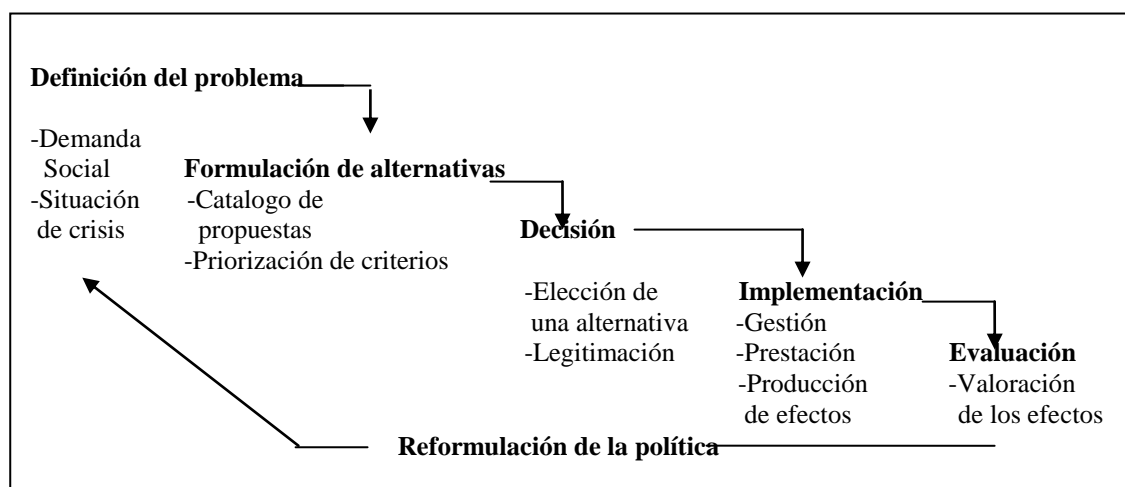 Definición del problema
-Demanda
Social
-Situación
de crisis
Formulación de alternativas
-Catalogo de
propuestas
-Priorización de criterios
Decisión
-Elección de
una alternativa
-Legitimación
Implementación
-Gestión
-Prestación
-Producción
de efectos
Evaluación
-Valoración
de los efectos
Reformulación de la política